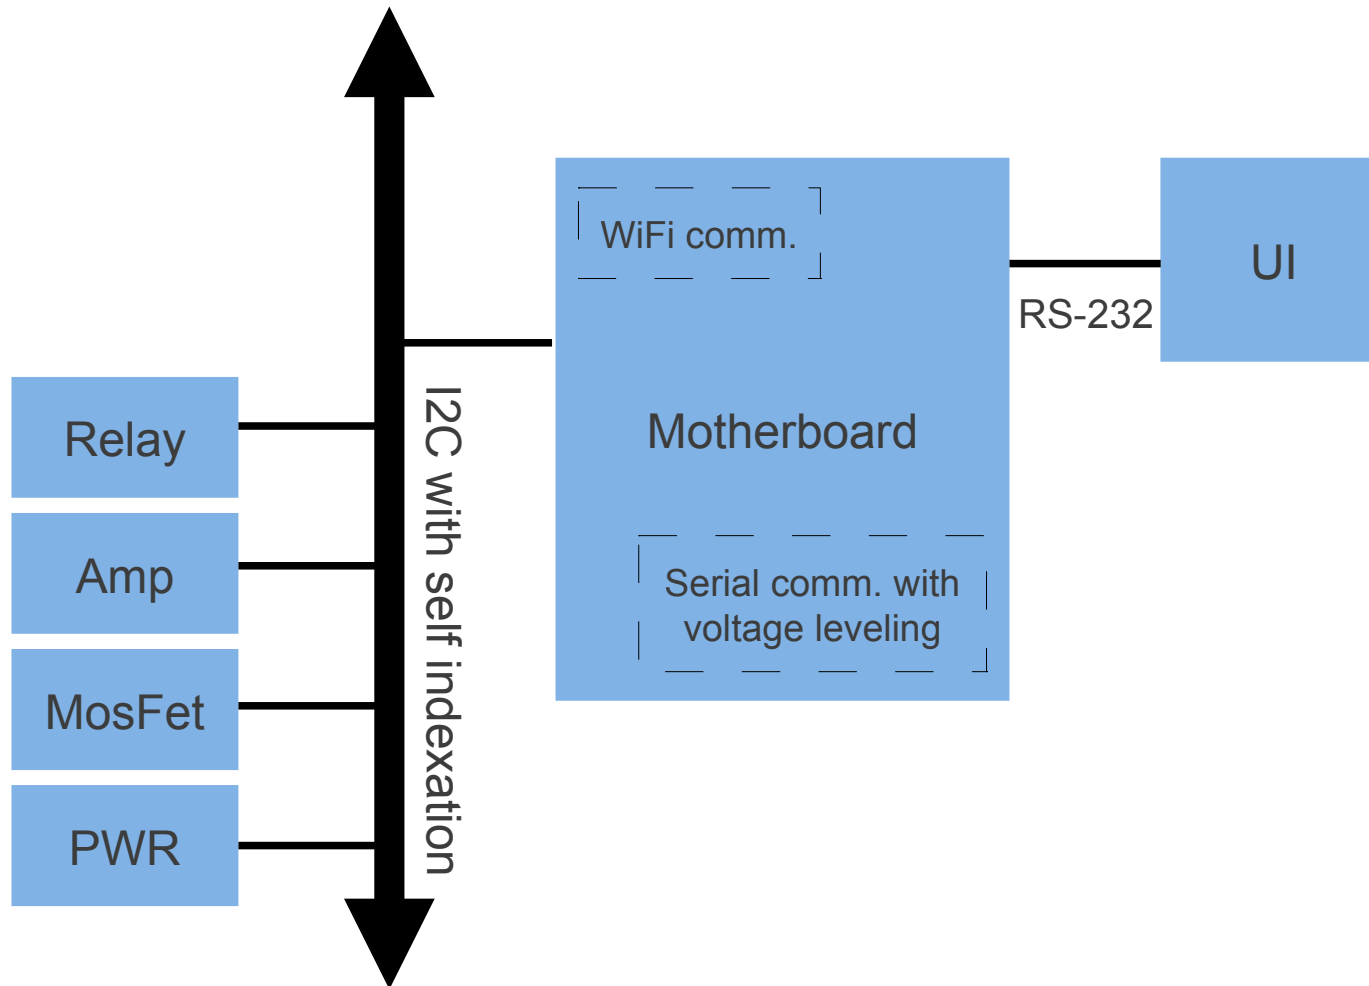 WiFi comm.
UI
RS-232
Motherboard
Serial comm. with
voltage leveling
I2C with self indexation
Relay
Amp
MosFet
PWR